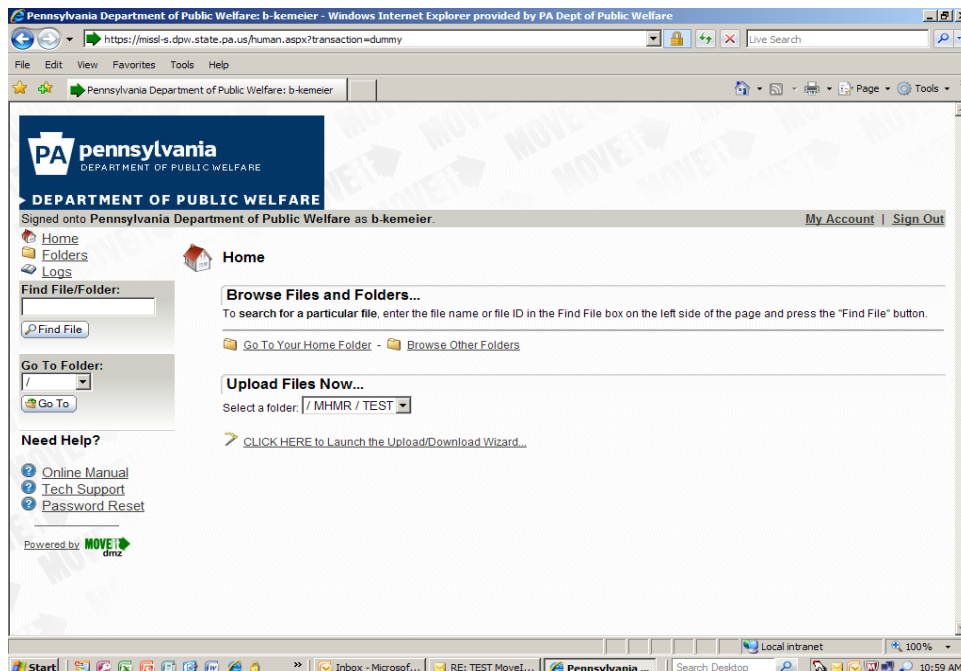 Pennsylvania Department of Public Welfare: b-kemeier - Windows Internet Explorer provided by PA Dept of Public Welfare
https://missl-s.dpw.state.pa.us/human.aspx?transaction=dummy
Live Search
File Edit View Favorites Tools Help
Pennsylvania Department of Public Welfare: b-kemeier
Page Tools
PA pennsylvania
DEPARTMENT OF PUBLIC WELFARE
DEPARTMENT OF PUBLIC WELFARE
Signed onto Pennsylvania Department of Public Welfare as b-kemeier.
My Account | Sign Out
Home
Folders
Logs
Find File/Folder:
Find File
Go To Folder:
/
Go To
Need Help?
Online Manual
Tech Support
Password Reset
Powered by MOVEit dmz
Home
Browse Files and Folders...
To search for a particular file, enter the file name or file ID in the Find File box on the left side of the page and press the "Find File" button.
Go To Your Home Folder - Browse Other Folders
Upload Files Now...
Select a folder: / MHMR / TEST
CLICK HERE to Launch the Upload/Download Wizard...
Local intranet
100%
Start
»
Inbox - Microsof...
RE: TEST MoveI...
Pennsylvania ...
Search Desktop
10:59 AM